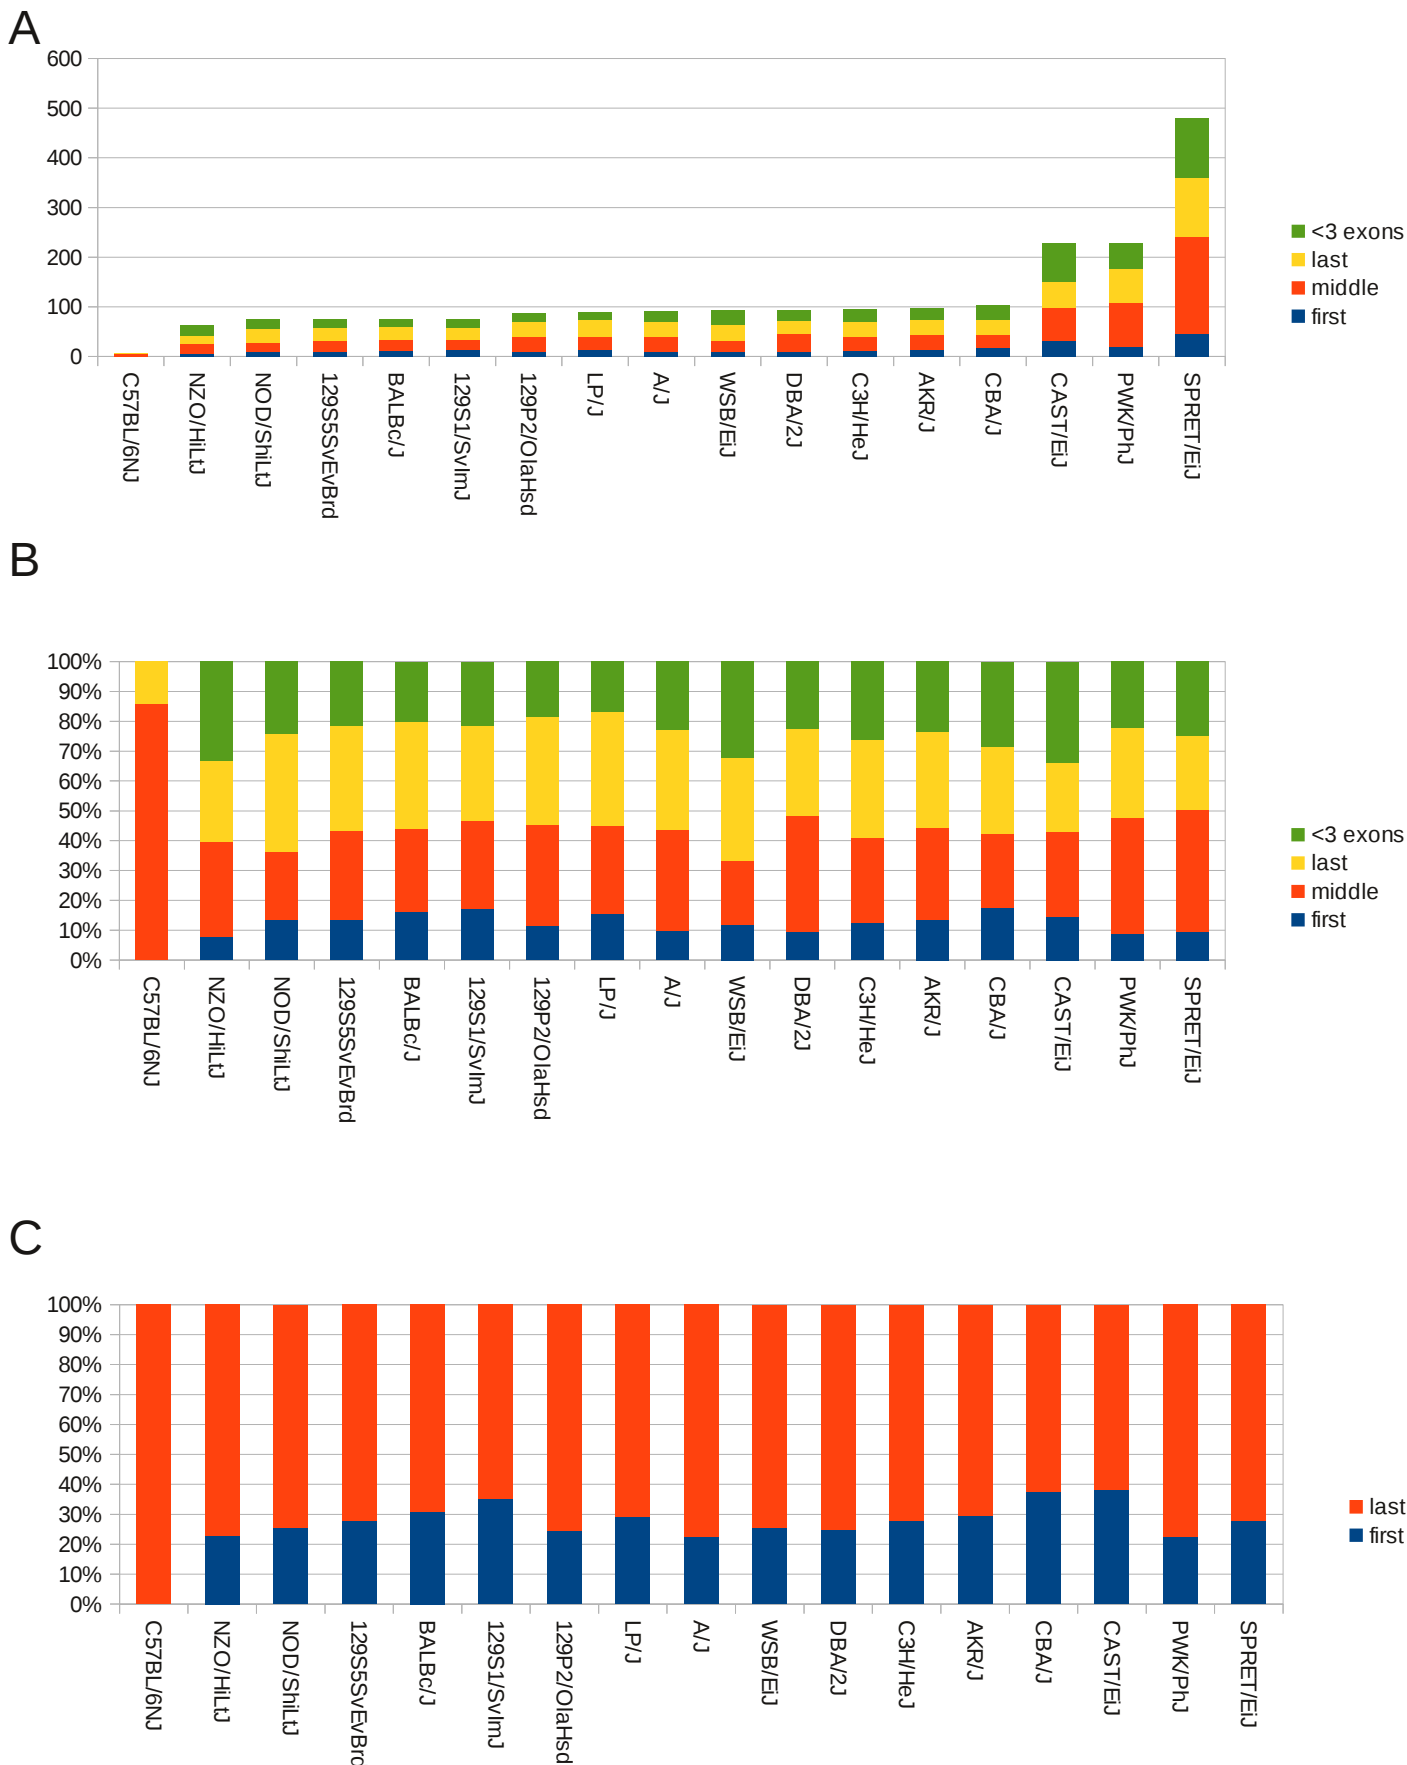 A
600
500
400
300
200
100
0
<3 exons
last
middle
first
C57BL/6NJ
NZO/HiLtJ
NOD/ShiLtJ
129S5SvEvBrd
BALBc/J
129S1/SvImJ
129P2/OlaHsd
LP/J
A/J
WSB/EiJ
DBA/2J
C3H/HeJ
AKR/J
CBA/J
CAST/EiJ
PWK/PhJ
SPRET/EiJ
B
100%
90%
80%
70%
60%
50%
40%
30%
20%
10%
0%
<3 exons
last
middle
first
C57BL/6NJ
NZO/HiLtJ
NOD/ShiLtJ
129S5SvEvBrd
BALBc/J
129S1/SvImJ
129P2/OlaHsd
LP/J
A/J
WSB/EiJ
DBA/2J
C3H/HeJ
AKR/J
CBA/J
CAST/EiJ
PWK/PhJ
SPRET/EiJ
C
100%
90%
80%
70%
60%
50%
40%
30%
20%
10%
0%
last
first
C57BL/6NJ
NZO/HiLtJ
NOD/ShiLtJ
129S5SvEvBrd
BALBc/J
129S1/SvImJ
129P2/OlaHsd
LP/J
A/J
WSB/EiJ
DBA/2J
C3H/HeJ
AKR/J
CBA/J
CAST/EiJ
PWK/PhJ
SPRET/EiJ